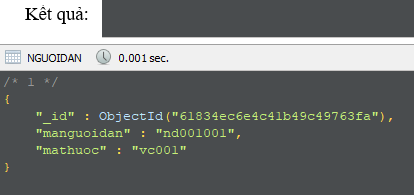 Kết quả:
NGUOIDAN 0.001 sec.
/* 1 */
{
"_id" : ObjectId("61834ec6e4c41b49c49763fa"),
"manguoidan" : "nd001001",
"mathuoc" : "vc001"
}